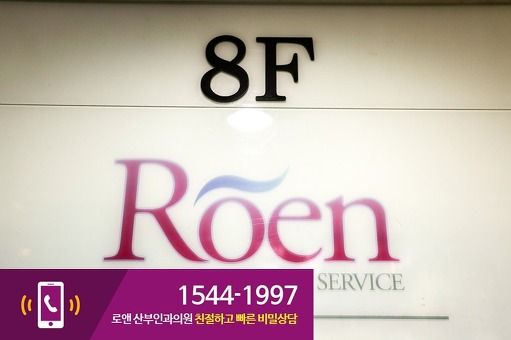 8F
Roen
SERVICE
1544-1997
로앤 산부인과의원 친절하고 빠른 비밀상담